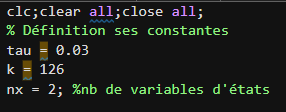 clc;clear all;close all;
% Définition ses constantes
tau = 0.03
k = 126
nx = 2; %nb de variables d'états